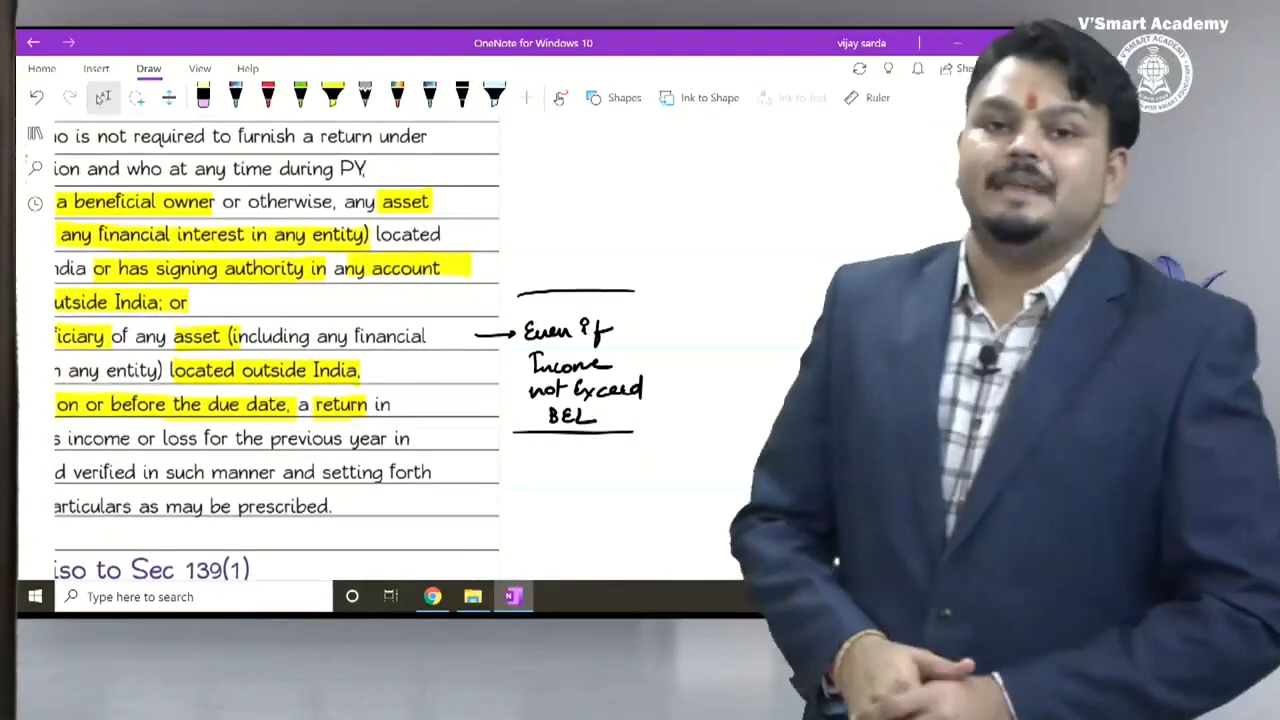 V'Smart Academy
OneNote for Windows 10
vijay sarda
Home Insert Draw View Help
Shapes Ink to Shape Ink to Text Ruler
o is not required to furnish a return under
ion and who at any time during PY,
a beneficial owner or otherwise, any asset
any financial interest in any entity) located
ndia or has signing authority in any account
outside India; or
ficiary of any asset (including any financial
n any entity) located outside India,
on or before the due date, a return in
s income or loss for the previous year in
d verified in such manner and setting forth
articulars as may be prescribed.
iso to Sec 139(1)
Even if
Income
not Exceed
BEL
Type here to search